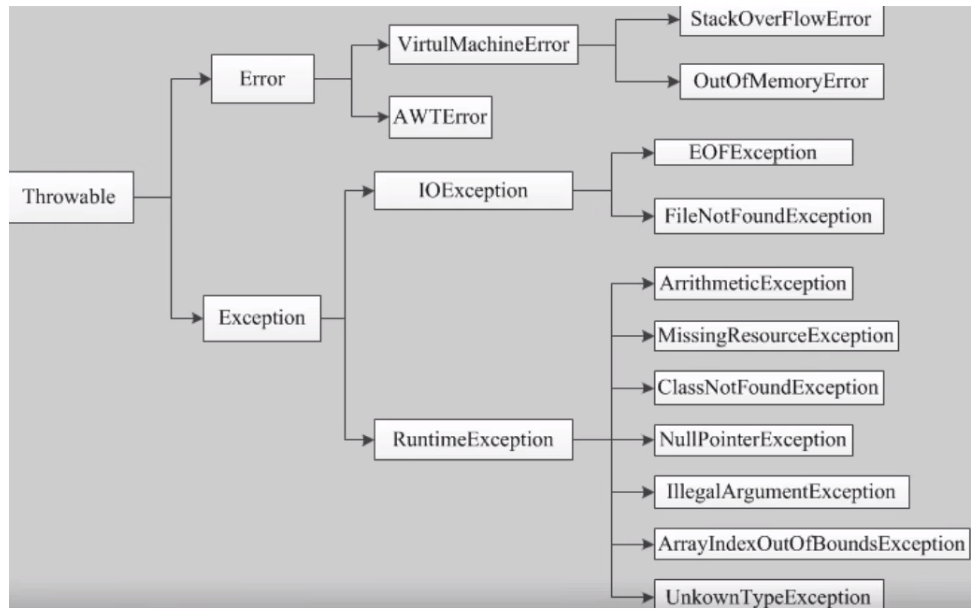 StackOverFlowError
VirtulMachineError
Error
OutOfMemoryError
AWTError
EOFException
Throwable
IOException
FileNotFoundException
ArrithmeticException
Exception
MissingResourceException
ClassNotFoundException
RuntimeException
NullPointerException
IllegalArgumentException
ArrayIndexOutOfBoundsException
UnkownTypeException